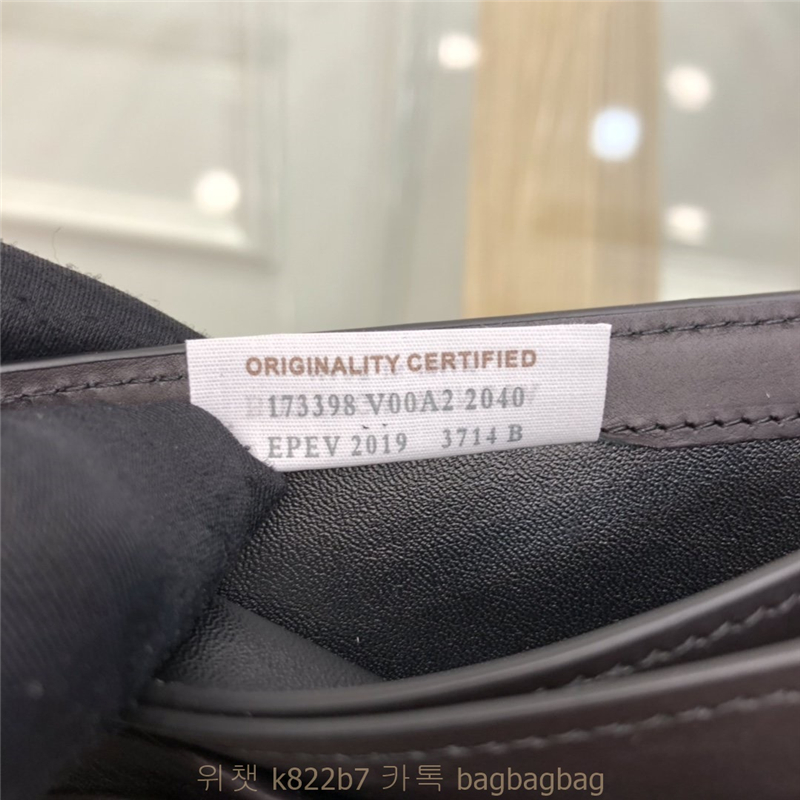 ORIGINALITY CERTIFIED
173398 V00A2 2040
EPEV 2019 3714 B
위챗 k822b7 카톡 bagbagbag